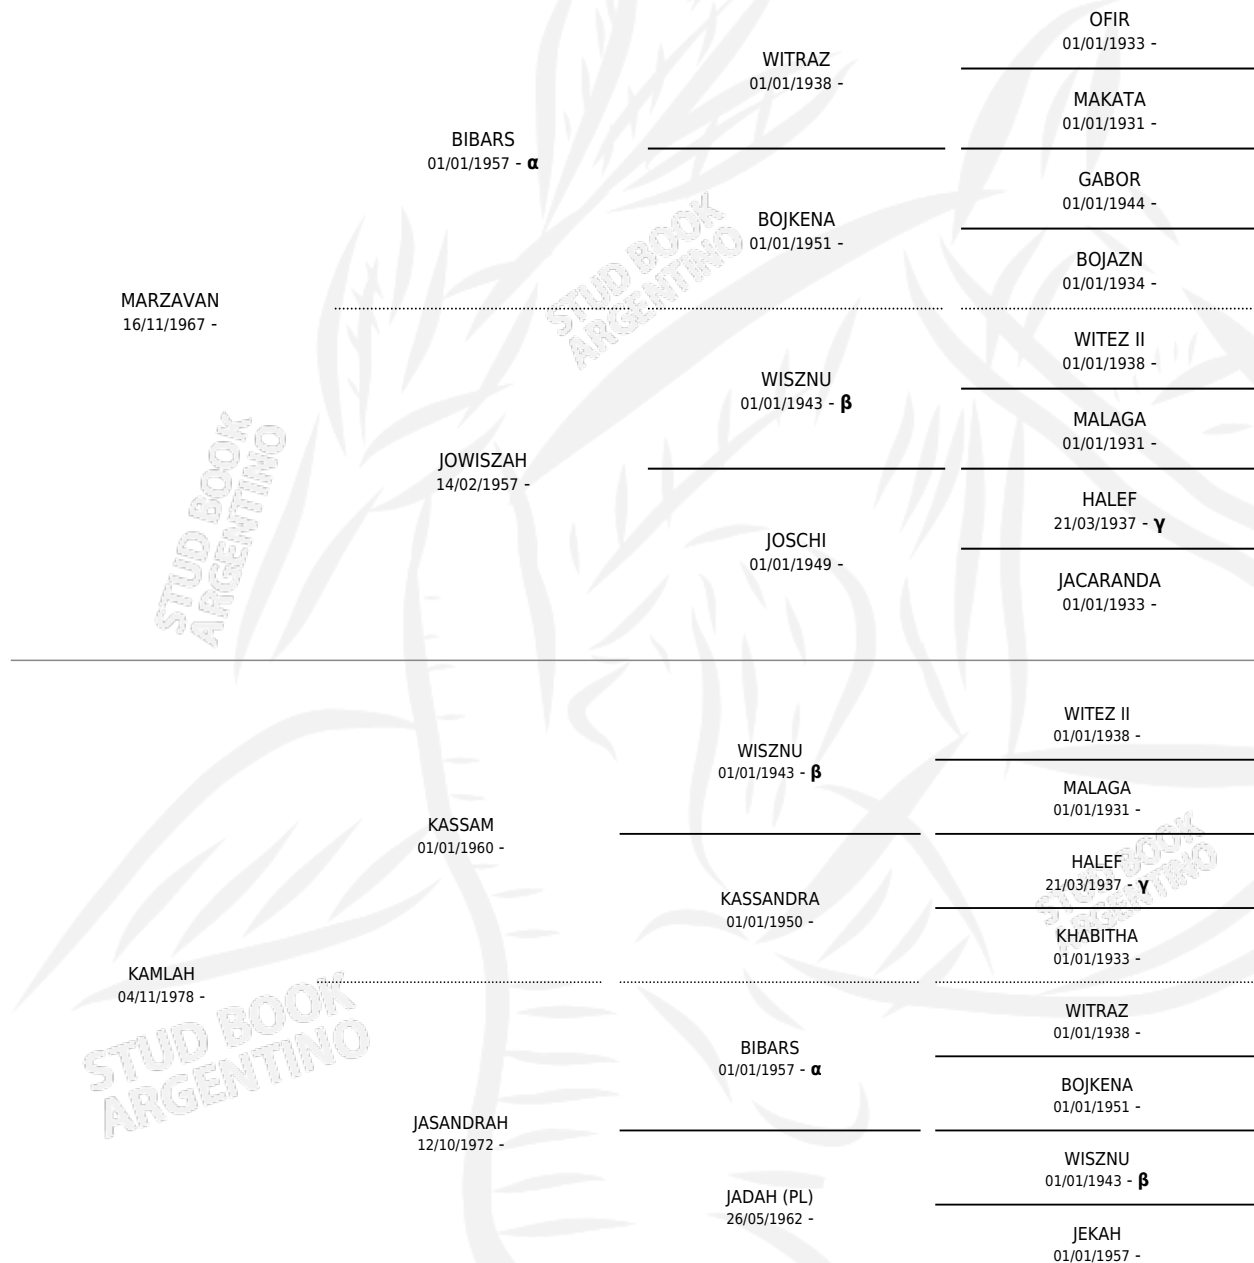 OFIR
01/01/1933 -
WITRAZ
01/01/1938 -
MAKATA
01/01/1931 -
BIBARS
01/01/1957 - α
GABOR
01/01/1944 -
BOJKENA
01/01/1951 -
BOJAZN
01/01/1934 -
MARZAVAN
16/11/1967 -
WITEZ II
01/01/1938 -
WISZNU
01/01/1943 - β
MALAGA
01/01/1931 -
JOWISZAH
14/02/1957 -
HALEF
21/03/1937 - γ
JOSCHI
01/01/1949 -
JACARANDA
01/01/1933 -
STUD BOOK
ARGENTINO
STUD BOOK
ARGENTINO
WITEZ II
01/01/1938 -
WISZNU
01/01/1943 - β
MALAGA
01/01/1931 -
KASSAM
01/01/1960 -
HALEF
21/03/1937 - γ
KASSANDRA
01/01/1950 -
KHABITHA
01/01/1933 -
STUD BOOK
ARGENTINO
KAMLAH
04/11/1978 -
WITRAZ
01/01/1938 -
BIBARS
01/01/1957 - α
BOJKENA
01/01/1951 -
JASANDRAH
12/10/1972 -
WISZNU
01/01/1943 - β
JADAH (PL)
26/05/1962 -
JEKAH
01/01/1957 -
STUD BOOK
ARGENTINO